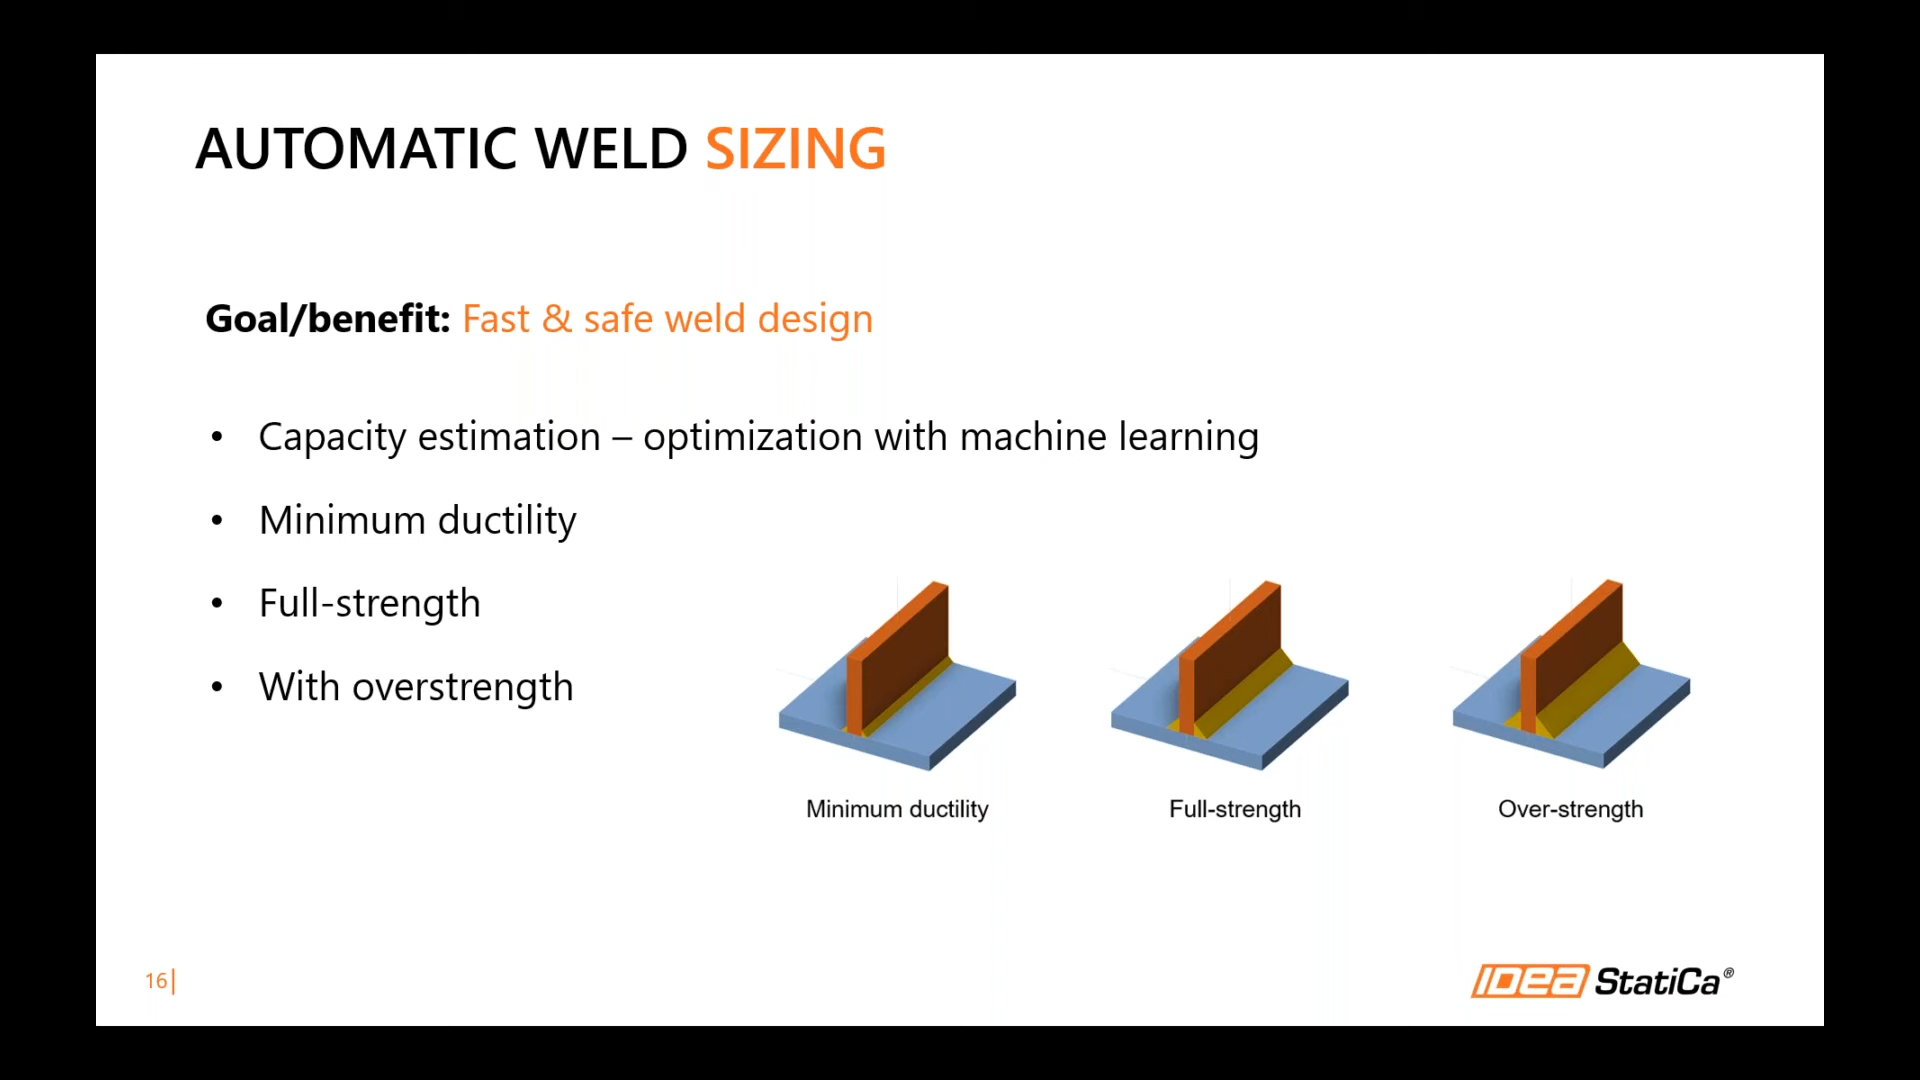 AUTOMATIC WELD SIZING
Goal/benefit: Fast & safe weld design
• Capacity estimation – optimization with machine learning
• Minimum ductility
• Full-strength
• With overstrength
Minimum ductility
Full-strength
Over-strength
16|
IDEA StatiCa®